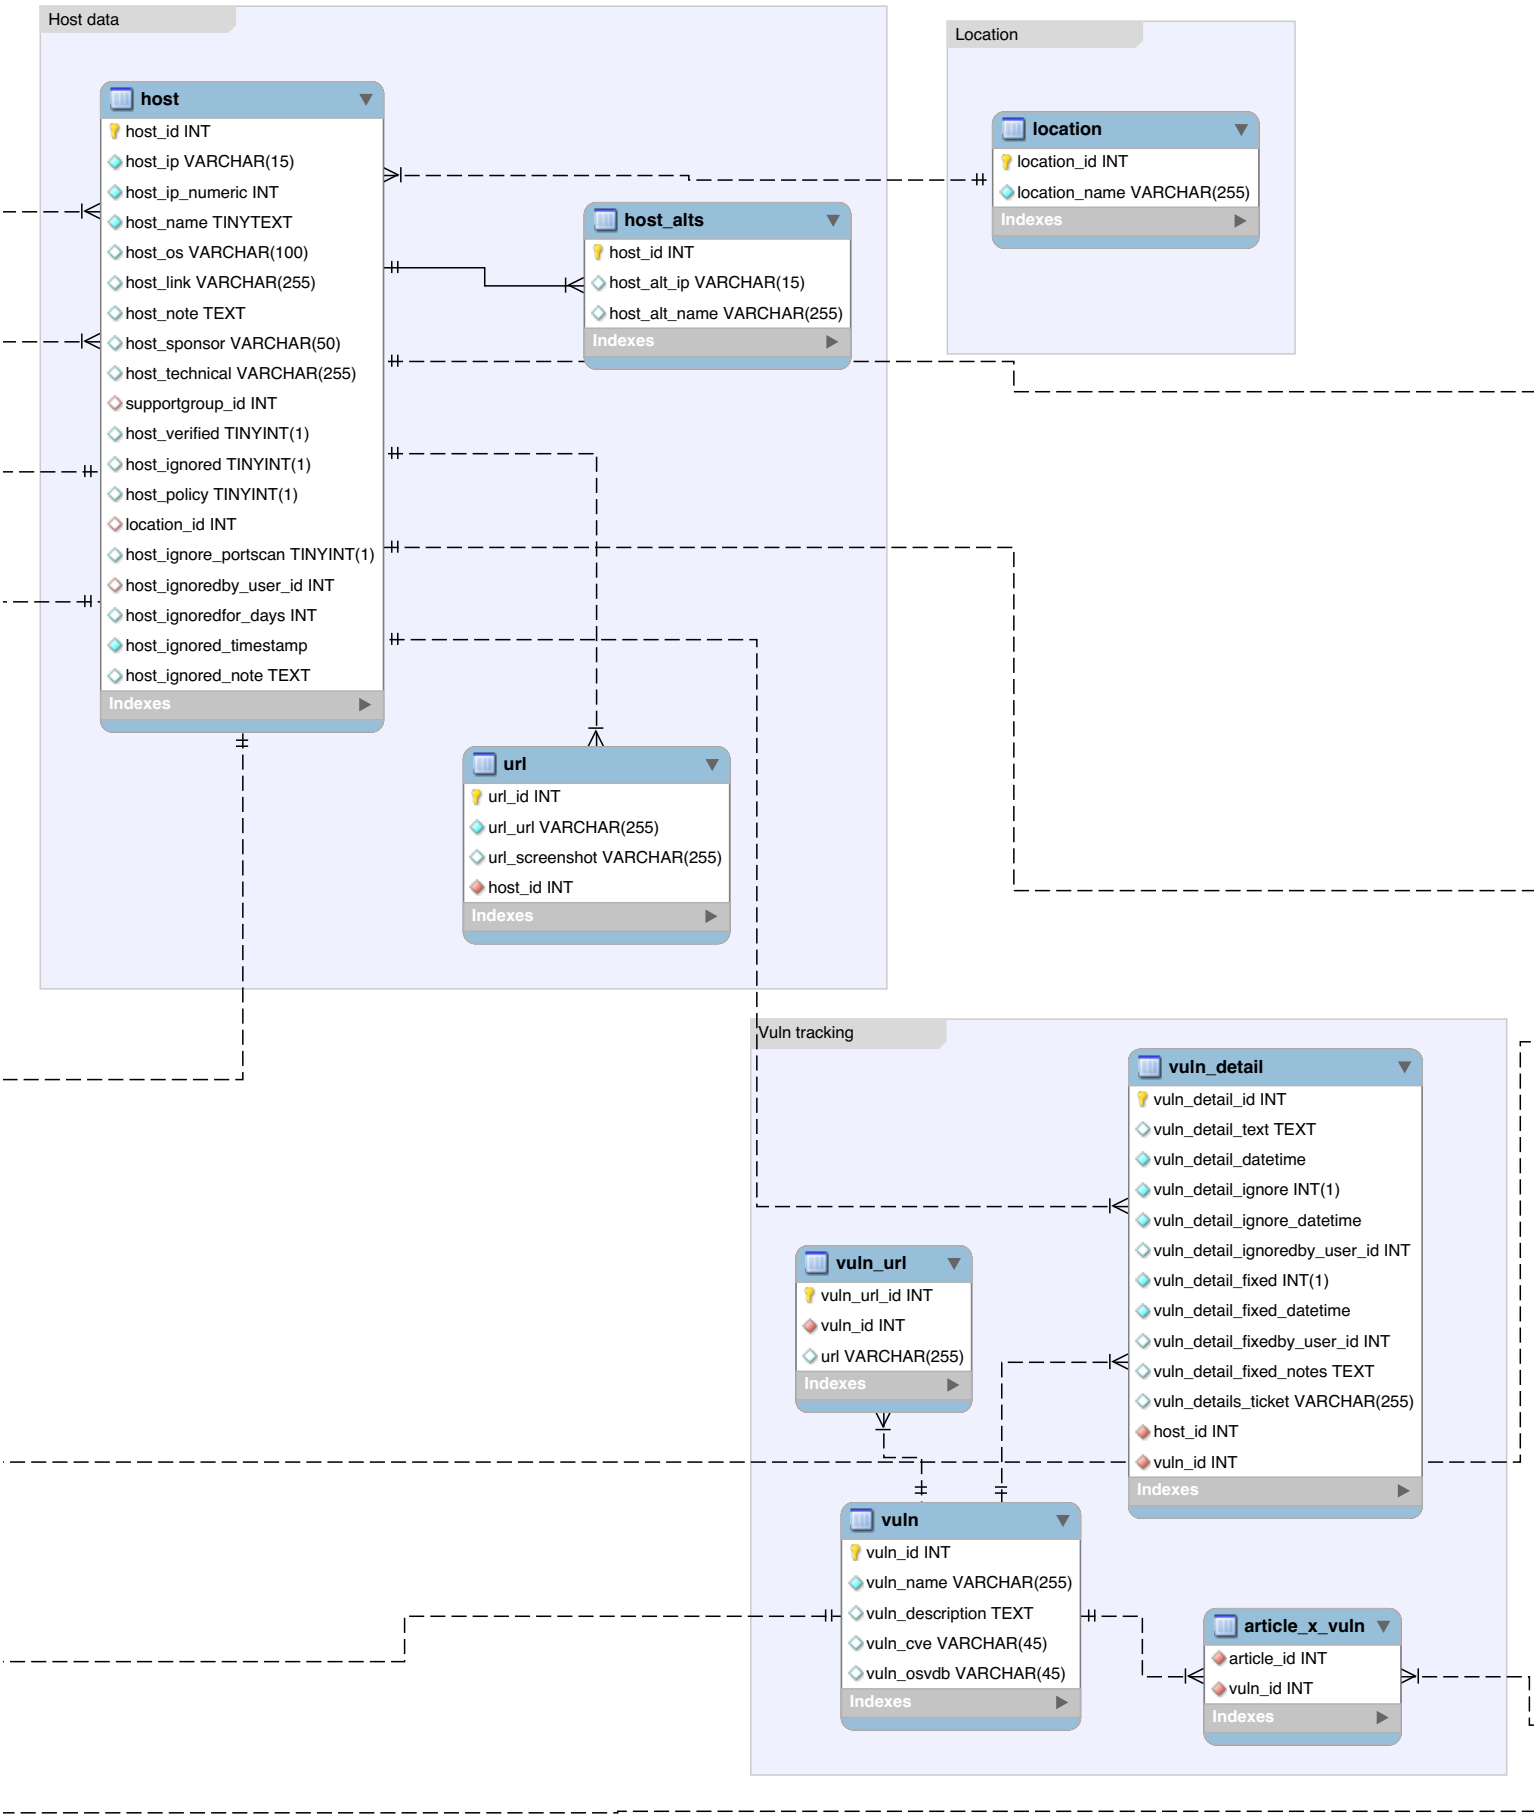 Host data
host
host_id INT
host_ip VARCHAR(15)
host_ip_numeric INT
host_name TINYTEXT
host_os VARCHAR(100)
host_link VARCHAR(255)
host_note TEXT
host_sponsor VARCHAR(50)
host_technical VARCHAR(255)
supportgroup_id INT
host_verified TINYINT(1)
host_ignored TINYINT(1)
host_policy TINYINT(1)
location_id INT
host_ignore_portscan TINYINT(1)
host_ignoredby_user_id INT
host_ignoredfor_days INT
host_ignored_timestamp
host_ignored_note TEXT
Indexes
host_alts
host_id INT
host_alt_ip VARCHAR(15)
host_alt_name VARCHAR(255)
Indexes
url
url_id INT
url_url VARCHAR(255)
url_screenshot VARCHAR(255)
host_id INT
Indexes
Location
location
location_id INT
location_name VARCHAR(255)
Indexes
Vuln tracking
vuln_detail
vuln_detail_id INT
vuln_detail_text TEXT
vuln_detail_datetime
vuln_detail_ignore INT(1)
vuln_detail_ignore_datetime
vuln_detail_ignoredby_user_id INT
vuln_detail_fixed INT(1)
vuln_detail_fixed_datetime
vuln_detail_fixedby_user_id INT
vuln_detail_fixed_notes TEXT
vuln_details_ticket VARCHAR(255)
host_id INT
vuln_id INT
Indexes
vuln_url
vuln_url_id INT
vuln_id INT
url VARCHAR(255)
Indexes
vuln
vuln_id INT
vuln_name VARCHAR(255)
vuln_description TEXT
vuln_cve VARCHAR(45)
vuln_osvdb VARCHAR(45)
Indexes
article_x_vuln
article_id INT
vuln_id INT
Indexes